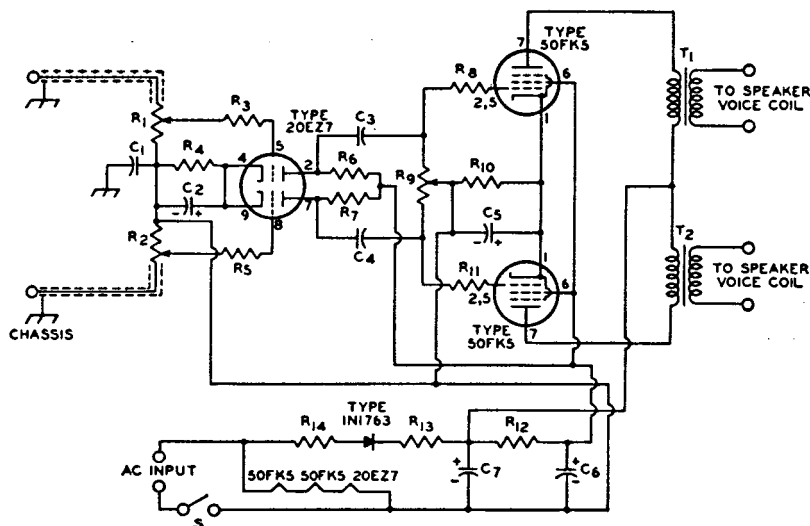 TYPE
50FK5
7
6
R8
2,5
1
T1
TO SPEAKER
VOICE COIL
R3
TYPE
20EZ7
C3
R1
5
C1
R4
4
2
R6
R9
R10
C2
- +
9
7
R7
C5
- +
R2
8
R5
C4
T2
1
R11
6
2,5
TO SPEAKER
VOICE COIL
CHASSIS
TYPE
50FK5
7
TYPE
1N1763
R14
R13
R12
AC INPUT
50FK5 50FK5 20EZ7
+
-
C7
+
-
C6
S